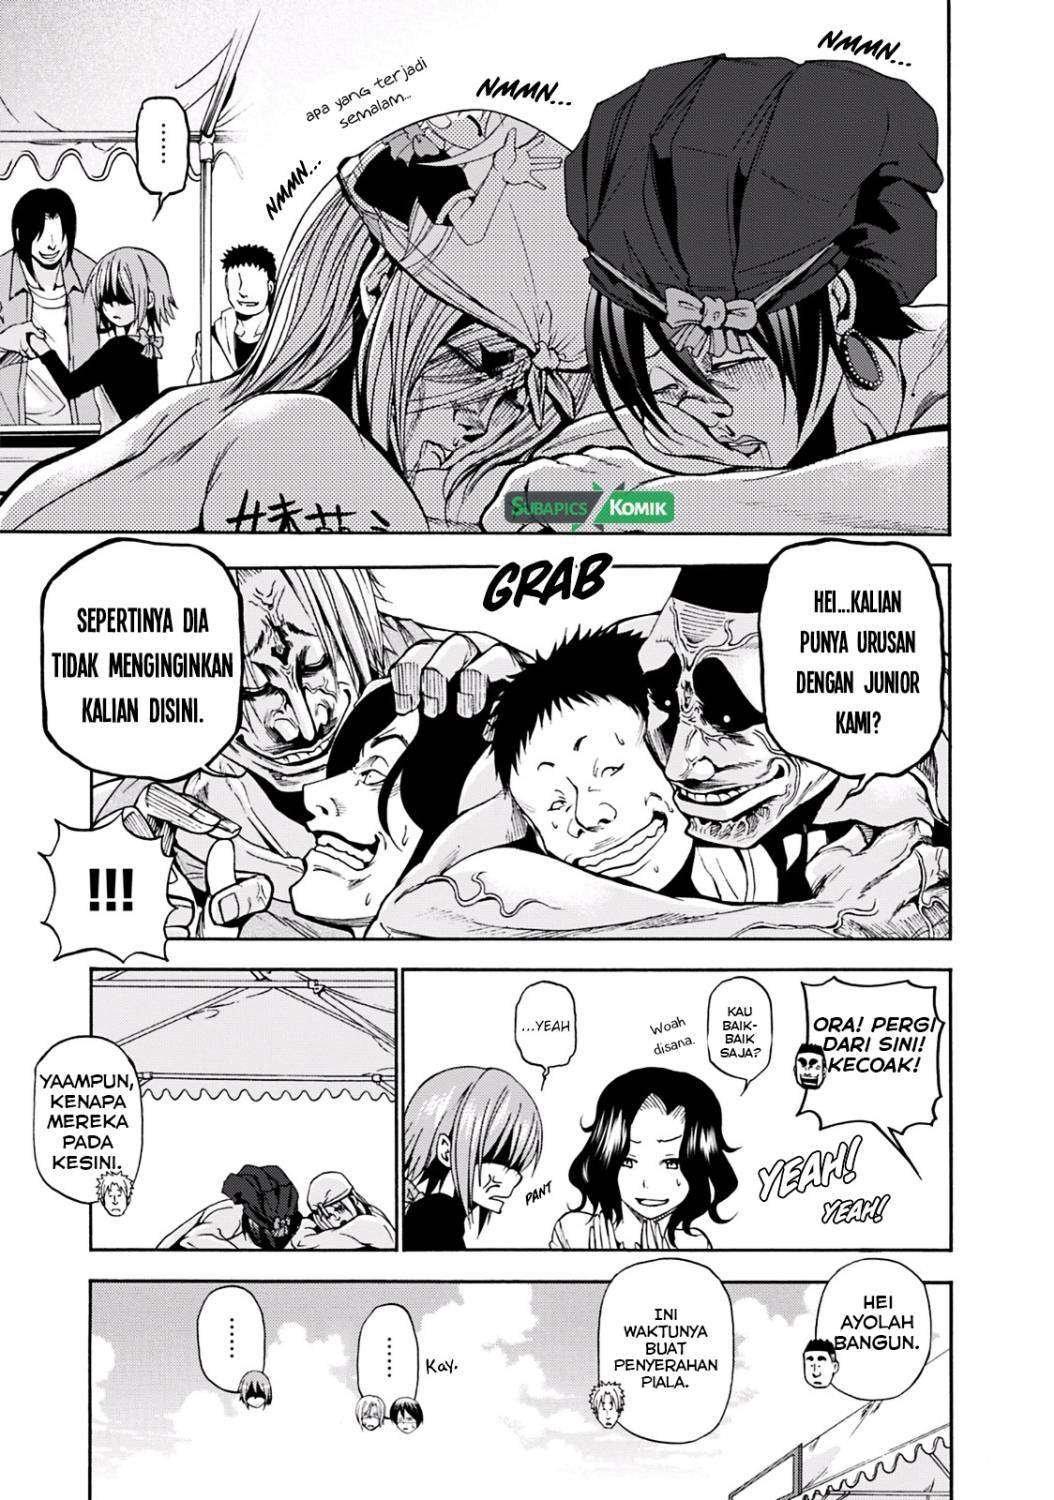 NMMN...
NMMN...
apa yang terjadi
semalam...
NMMN...
......
SUBAPICS KOMIK
HEI...KALIAN
PUNYA URUSAN
DENGAN JUNIOR
KAMI?
GRAB
SEPERTINYA DIA
TIDAK MENGINGINKAN
KALIAN DISINI.
!!!
ORA! PERGI
DARI SINI!
KECOAK!
YEAH!
YEAH!
KAU
BAIK-
BAIK
SAJA?
Woah
disana.
...YEAH
PANT
YAAMPUN,
KENAPA
MEREKA
PADA
KESINI.
HEI
AYOLAH
BANGUN.
INI
WAKTUNYA
BUAT
PENYERAHAN
PIALA.
......
Kay.
......